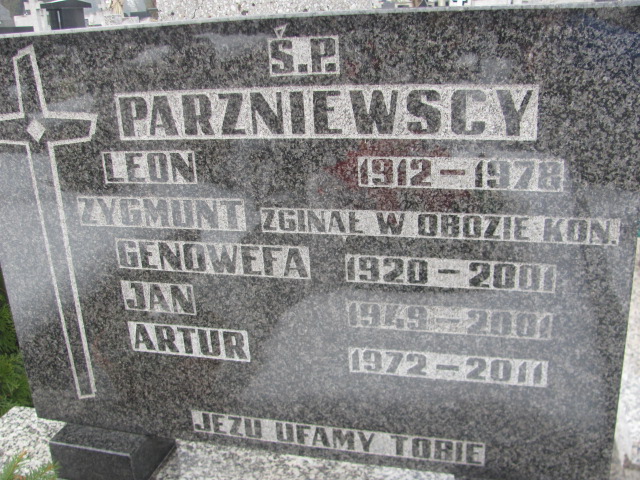 Ś.P.
PARZNIEWSCY
LEON 1912-1978
ZYGMUNT ZGINAŁ W OBOZIE KON.
GENOWEFA 1920-2001
JAN 1949-2001
ARTUR 1972-2011
JEZU UFAMY TOBIE